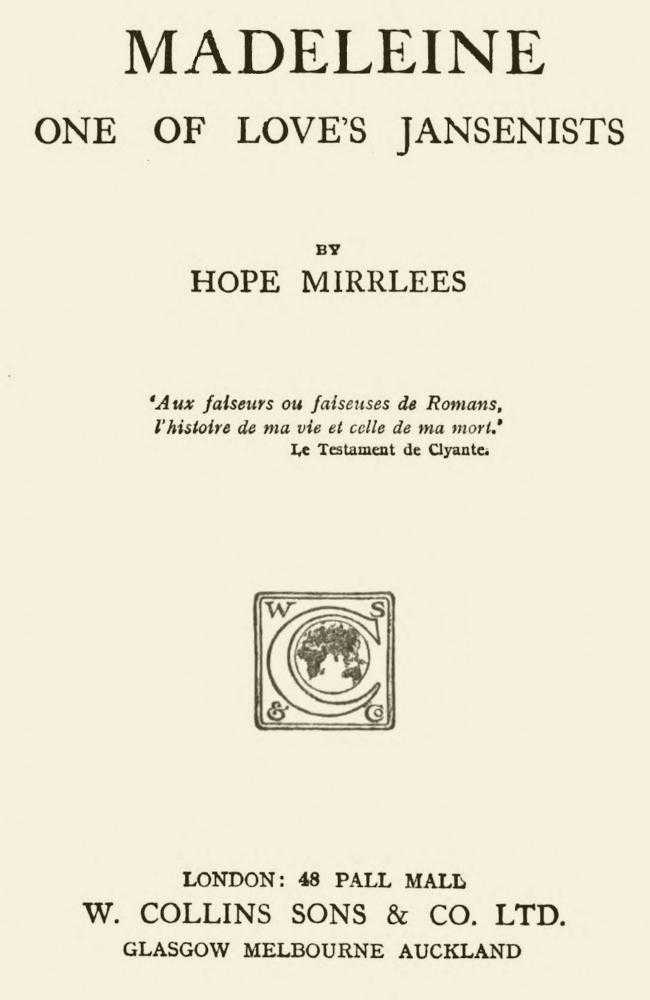 MADELEINE
ONE OF LOVE'S JANSENISTS
BY
HOPE MIRRLEES
'Aux faiseurs ou faiseuses de Romans,
l'histoire de ma vie et celle de ma mort.'
Le Testament de Clyante.
W S
C
& Co
LONDON: 48 PALL MALL
W. COLLINS SONS & CO. LTD.
GLASGOW MELBOURNE AUCKLAND